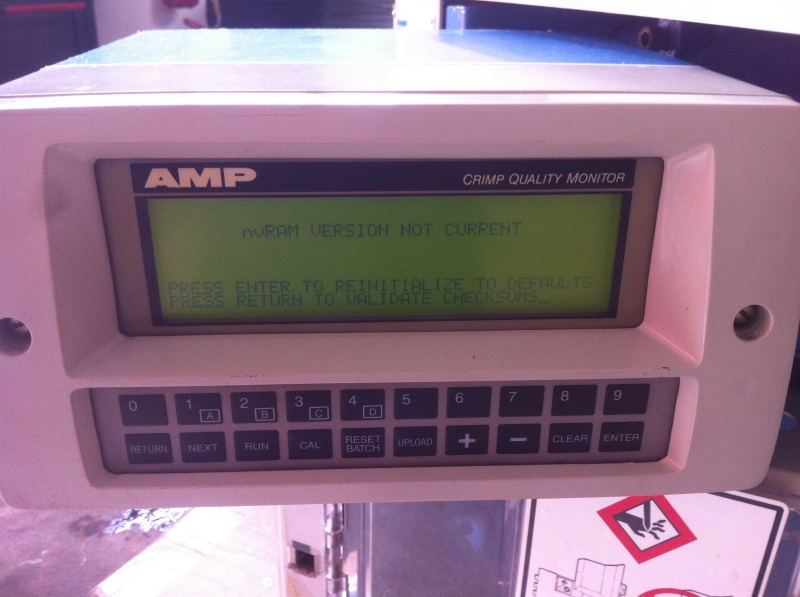 AMP
CRIMP QUALITY MONITOR
nvRAM VERSION NOT CURRENT
PRESS ENTER TO REINITIALIZE TO DEFAULTS
PRESS RETURN TO VALIDATE CHECKSUMS_
0 1 A 2 B 3 C 4 D 5 6 7 8 9
RETURN NEXT RUN CAL RESET BATCH UPLOAD + - CLEAR ENTER